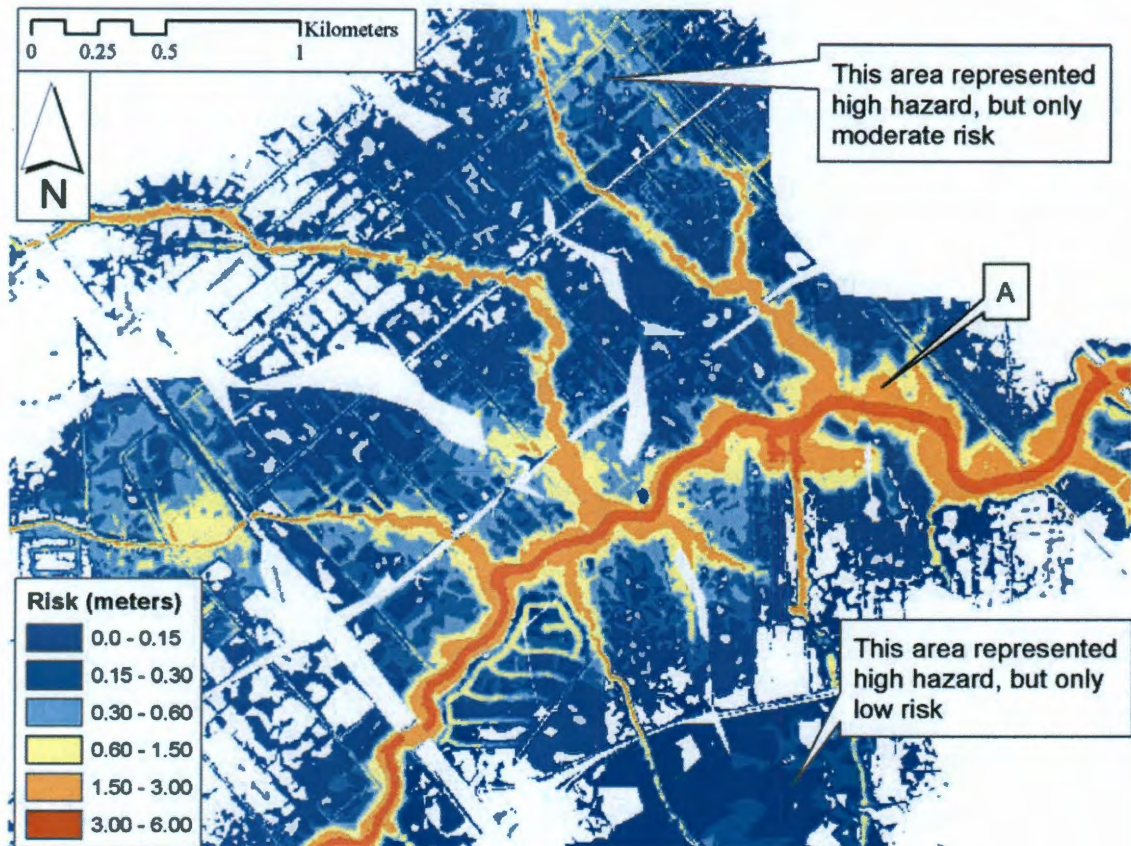 Kilometers
0 0.25 0.5 1
N
This area represented
high hazard, but only
moderate risk
A
Risk (meters)
0.0 - 0.15
0.15 - 0.30
0.30 - 0.60
0.60 - 1.50
1.50 - 3.00
3.00 - 6.00
This area represented
high hazard, but only
low risk